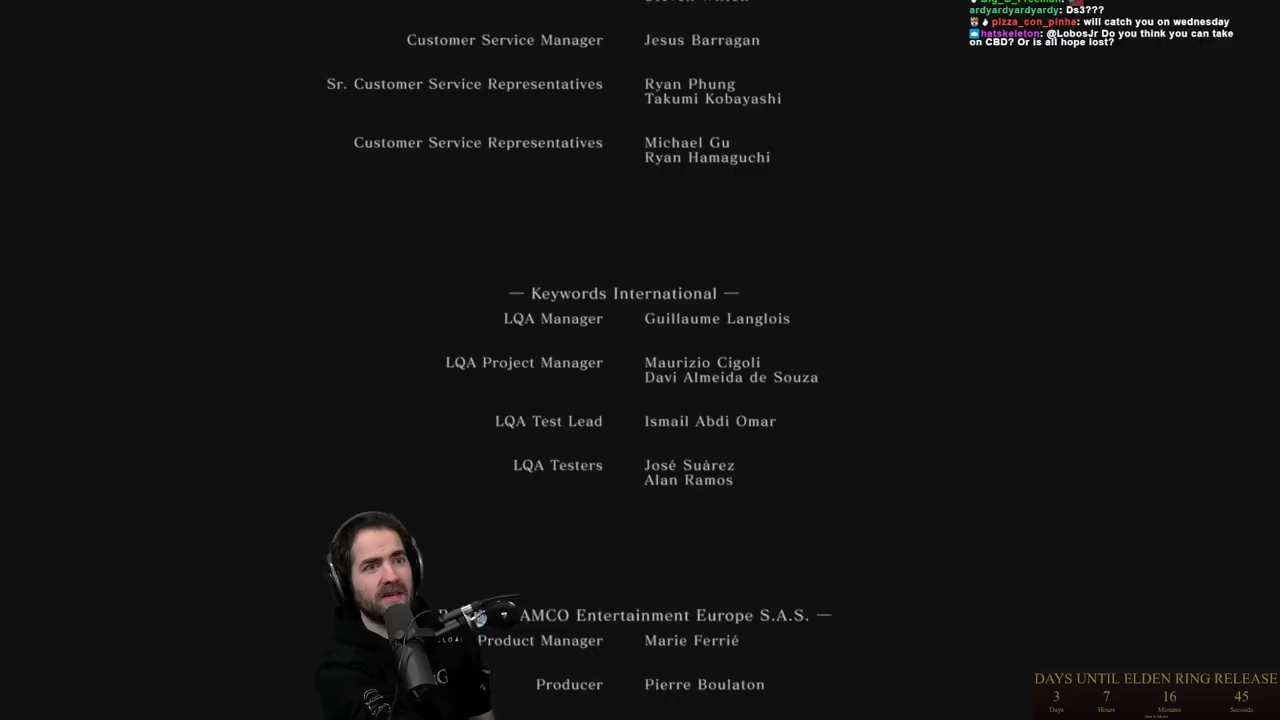 ardyardyardyardy: Ds3???
pizza_con_pinha: will catch you on wednesday
hatskeleton: @LobosJr Do you think you can take
on CBD? Or is all hope lost?
Customer Service Manager Jesus Barragan
Sr. Customer Service Representatives Ryan Phung
Takumi Kobayashi
Customer Service Representatives Michael Gu
Ryan Hamaguchi
— Keywords International —
LQA Manager Guillaume Langlois
LQA Project Manager Maurizio Cigoli
Davi Almeida de Souza
LQA Test Lead Ismail Abdi Omar
LQA Testers José Suárez
Alan Ramos
AMCO Entertainment Europe S.A.S. —
Product Manager Marie Ferrié
Producer Pierre Boulaton
DAYS UNTIL ELDEN RING RELEASE
3 7 16 45
Days Hours Minutes Seconds